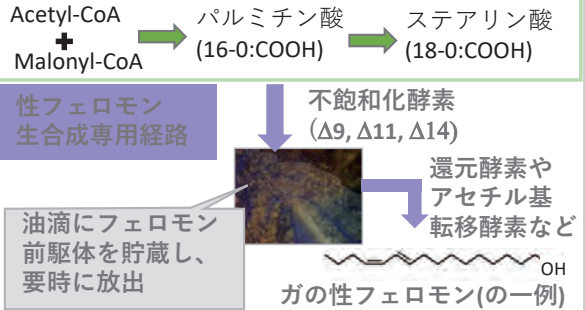 Acetyl-CoA
+
Malonyl-CoA
パルミチン酸
(16-0:COOH)
ステアリン酸
(18-0:COOH)
性フェロモン
生合成専用経路
不飽和化酵素
(Δ9, Δ11, Δ14)
還元酵素や
アセチル基
転移酵素など
油滴にフェロモン
前駆体を貯蔵し、
要時に放出
OH
ガの性フェロモン(の一例)